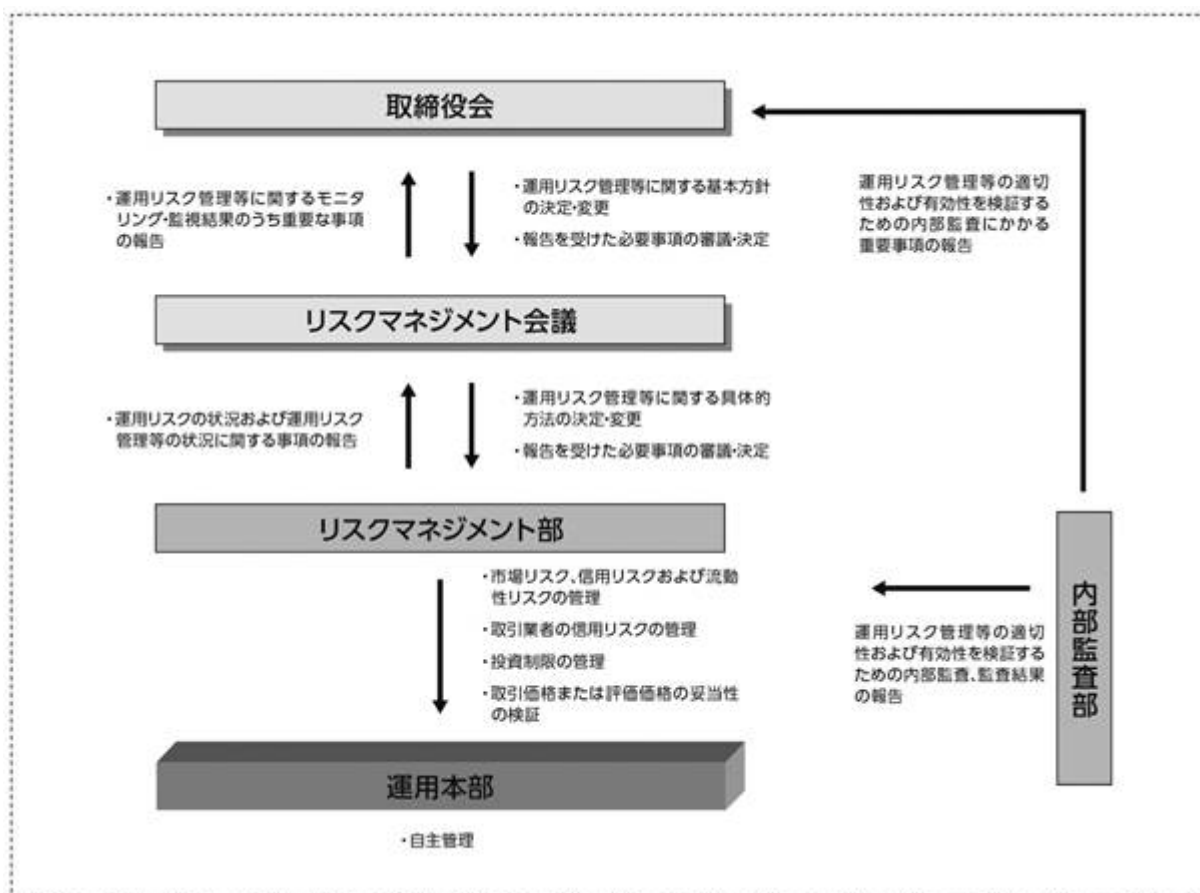 取締役会
・運用リスク管理等に関するモニタ
リング・監視結果のうち重要な事項
の報告
・運用リスク管理等に関する基本方針
の決定・変更
・報告を受けた必要事項の審議・決定
運用リスク管理等の適切
性および有効性を検証する
ための内部監査にかかる
重要事項の報告
リスクマネジメント会議
・運用リスクの状況および運用リスク
管理等の状況に関する事項の報告
・運用リスク管理等に関する具体的
方法の決定・変更
・報告を受けた必要事項の審議・決定
リスクマネジメント部
・市場リスク、信用リスクおよび流動
性リスクの管理
・取引業者の信用リスクの管理
・投資制限の管理
・取引価格または評価価格の妥当性
の検証
運用リスク管理等の適切
性および有効性を検証する
ための内部監査、監査結果
の報告
内部監査部
運用本部
・自主管理